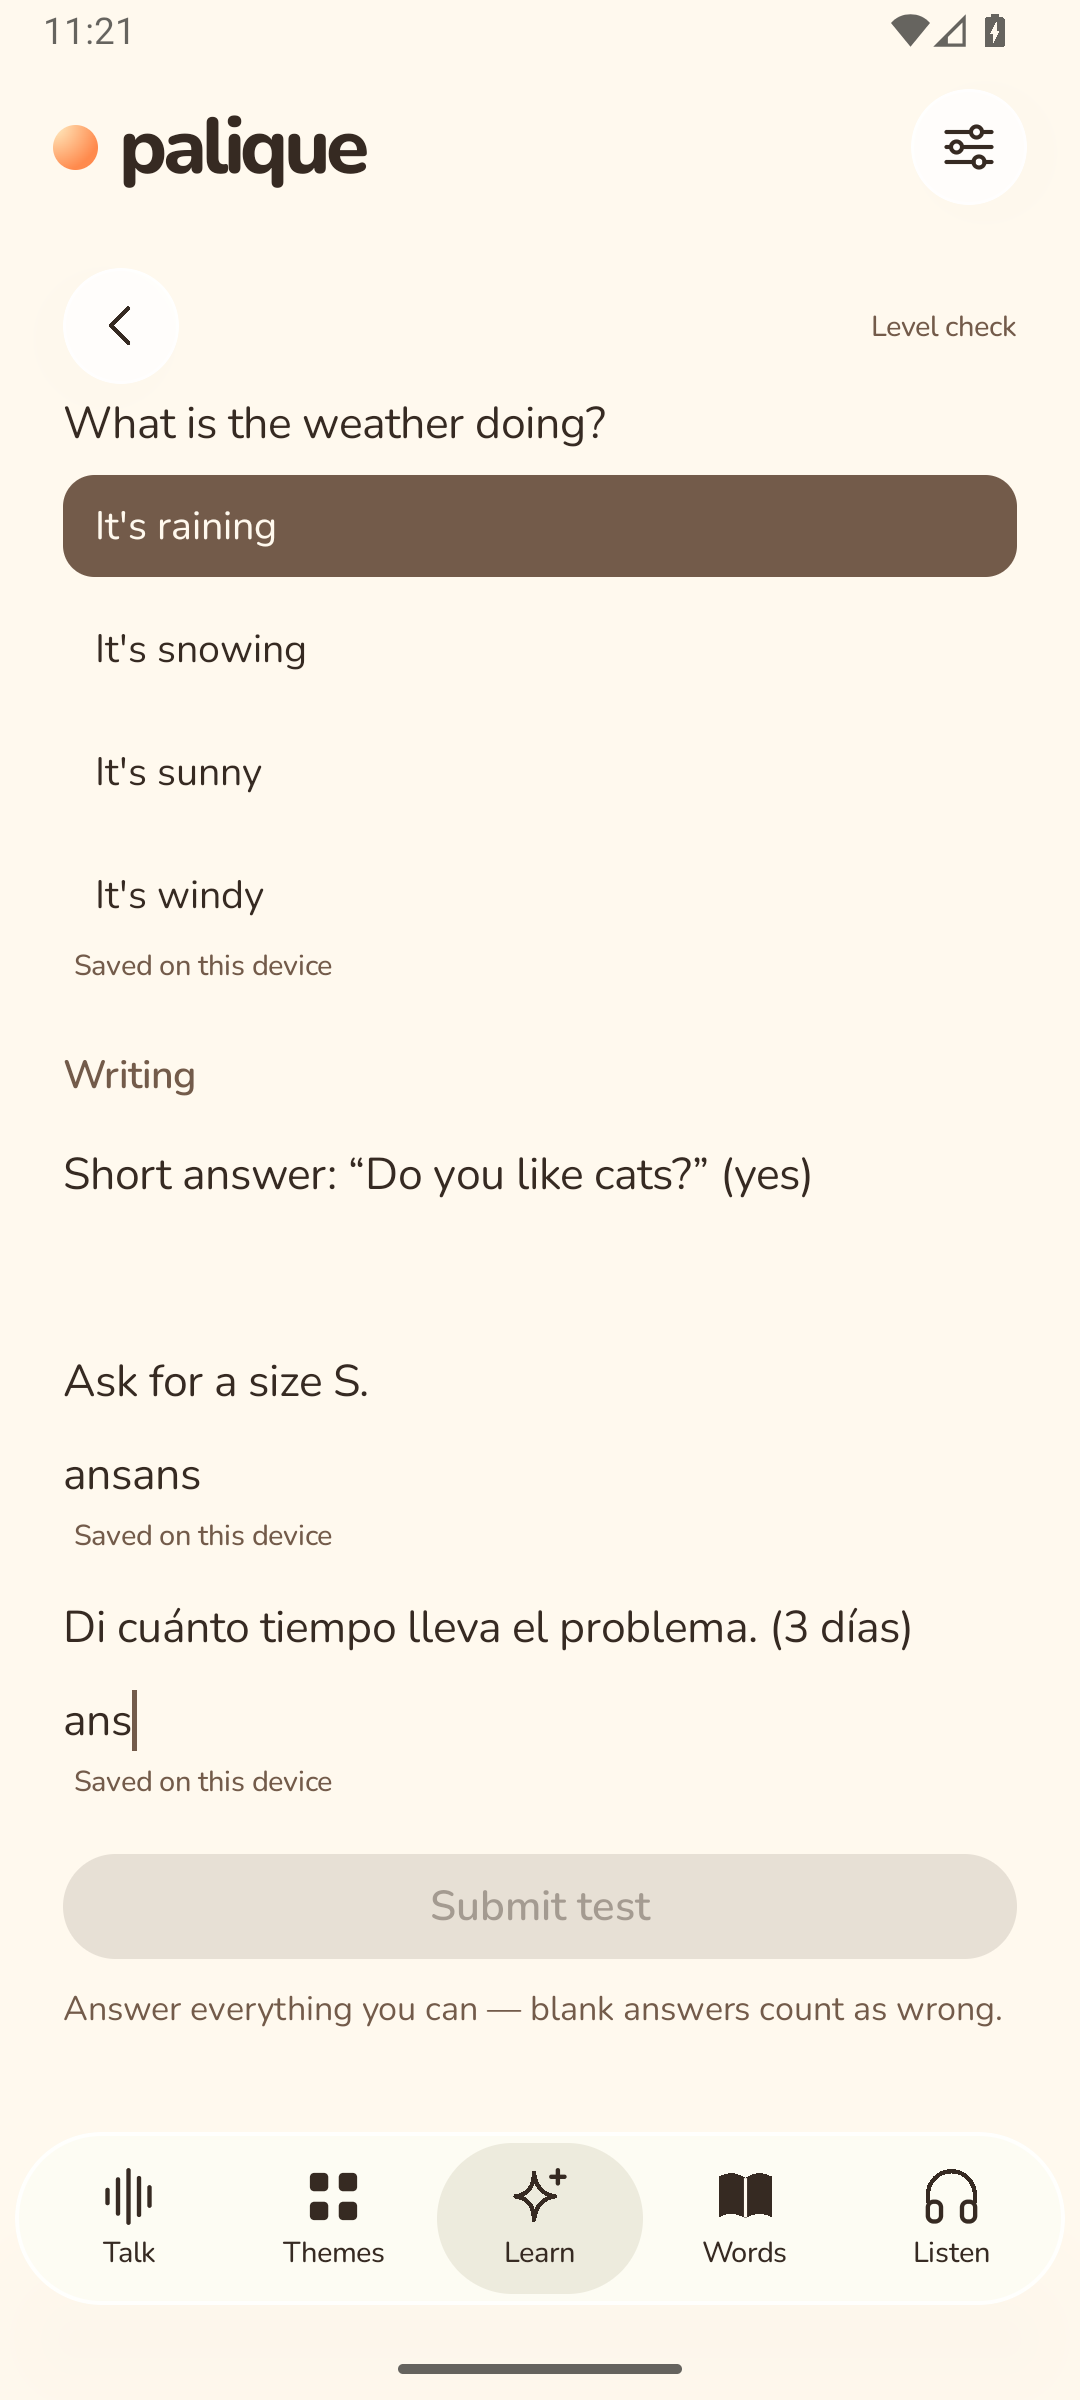 11:21
palique
Level check
What is the weather doing?
It's raining
It's snowing
It's sunny
It's windy
Saved on this device
Writing
Short answer: “Do you like cats?” (yes)
Ask for a size S.
ansans
Saved on this device
Di cuánto tiempo lleva el problema. (3 días)
ans
Saved on this device
Submit test
Answer everything you can — blank answers count as wrong.
Talk
Themes
Learn
Words
Listen